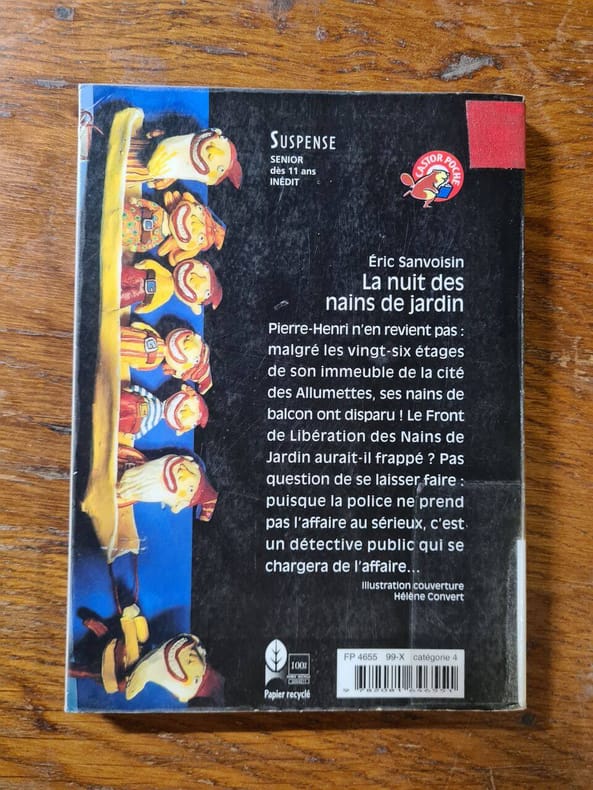 SUSPENSE
SENIOR
dès 11 ans
INÉDIT
CASTOR POCHE
Éric Sanvoisin
La nuit des
nains de jardin
Pierre-Henri n'en revient pas :
malgré les vingt-six étages
de son immeuble de la cité
des Allumettes, ses nains de
balcon ont disparu ! Le Front
de Libération des Nains de
Jardin aurait-il frappé ? Pas
question de se laisser faire :
puisque la police ne prend
pas l'affaire au sérieux, c'est
un détective public qui se
chargera de l'affaire...
Illustration couverture
Hélène Convert
100%
Papier recyclé
FP 4655 99-X catégorie 4
9 782081 646551